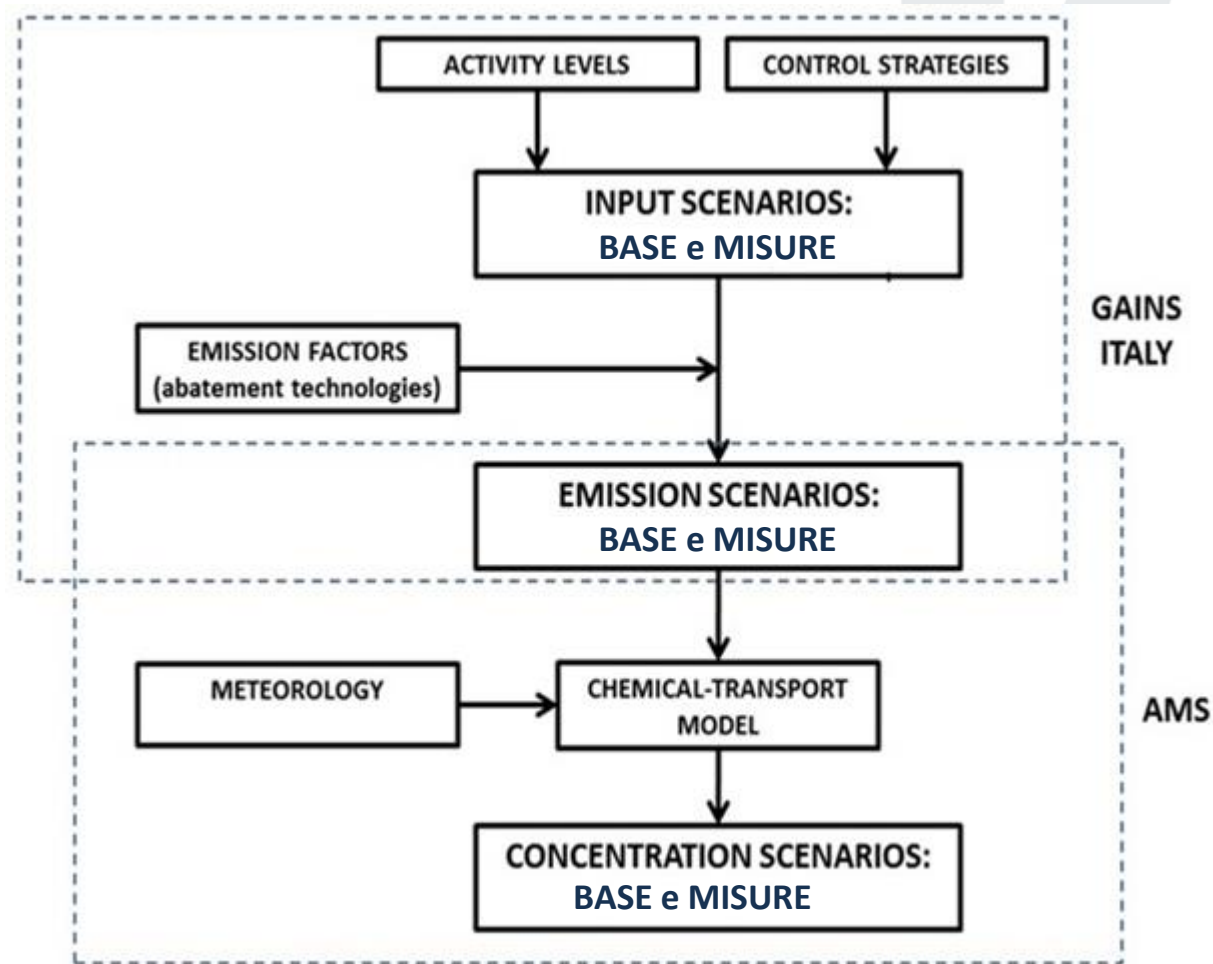 ACTIVITY LEVELS
CONTROL STRATEGIES
INPUT SCENARIOS:
BASE e MISURE
GAINS
ITALY
EMISSION FACTORS
(abatement technologies)
EMISSION SCENARIOS:
BASE e MISURE
METEOROLOGY
CHEMICAL-TRANSPORT
MODEL
AMS
CONCENTRATION SCENARIOS:
BASE e MISURE